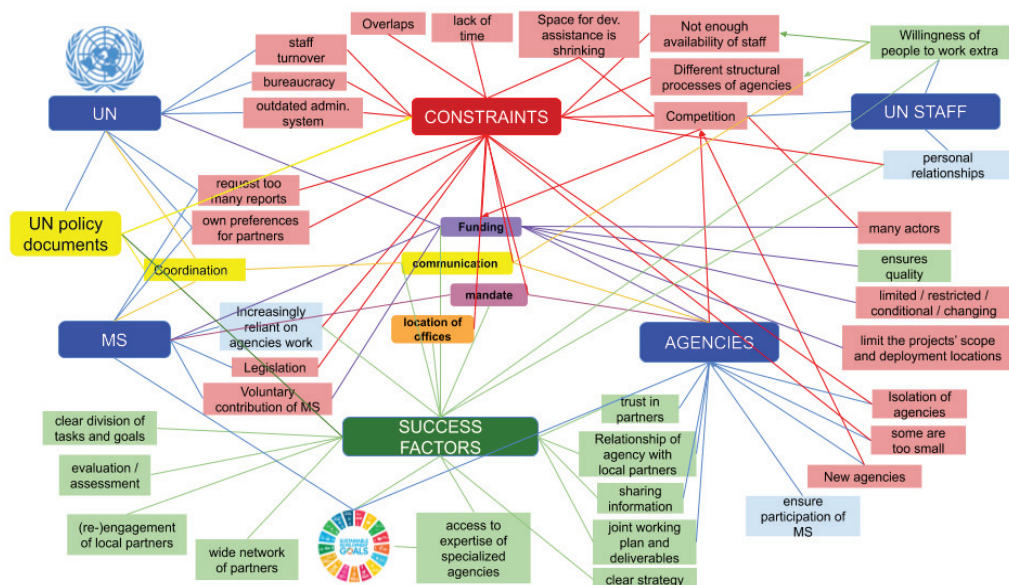 Overlaps
lack of
time
Space for dev.
assistance is
shrinking
Not enough
availability of staff
Willingness of
people to work extra
staff
turnover
bureaucracy
outdated admin.
system
Different structural
processes of agencies
UN
CONSTRAINTS
Competition
UN STAFF
personal
relationships
request too
many reports
own preferences
for partners
UN policy
documents
Funding
many actors
Coordination
communication
ensures
quality
mandate
limited / restricted /
conditional / changing
MS
Increasingly
reliant on
agencies work
location of
offices
AGENCIES
limit the projects' scope
and deployment locations
Legislation
Voluntary
contribution of MS
Isolation of
agencies
some are
too small
New agencies
clear division of
tasks and goals
SUCCESS
FACTORS
trust in
partners
Relationship of
agency with
local partners
evaluation /
assessment
sharing
information
ensure
participation of
MS
(re-)engagement
of local partners
wide network
of partners
SUSTAINABLE
DEVELOPMENT
GOALS
access to
expertise of
specialized
agencies
joint working
plan and
deliverables
clear strategy